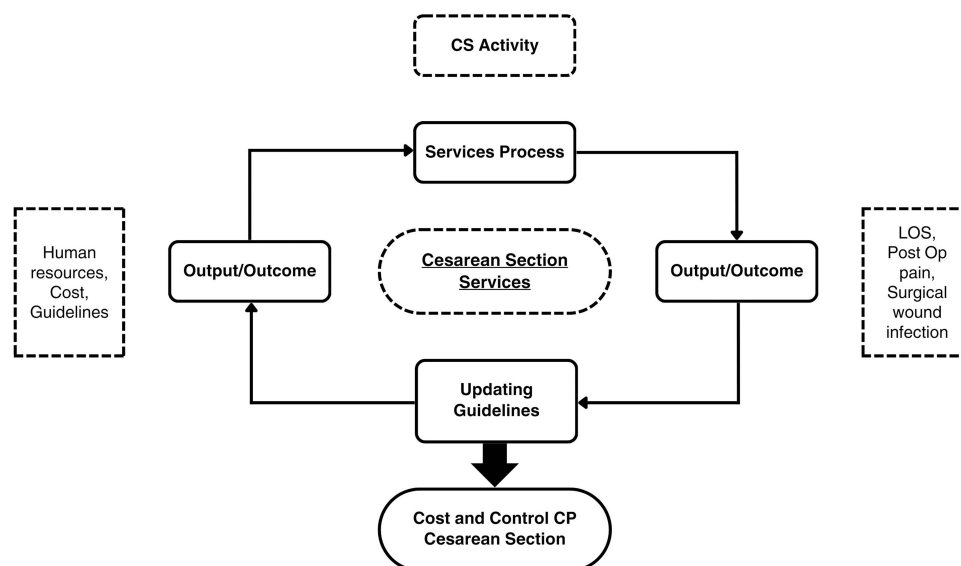 CS Activity
Services Process
Human
resources,
Cost,
Guidelines
Output/Outcome
Cesarean Section
Services
Output/Outcome
LOS,
Post Op
pain,
Surgical
wound
infection
Updating
Guidelines
Cost and Control CP
Cesarean Section